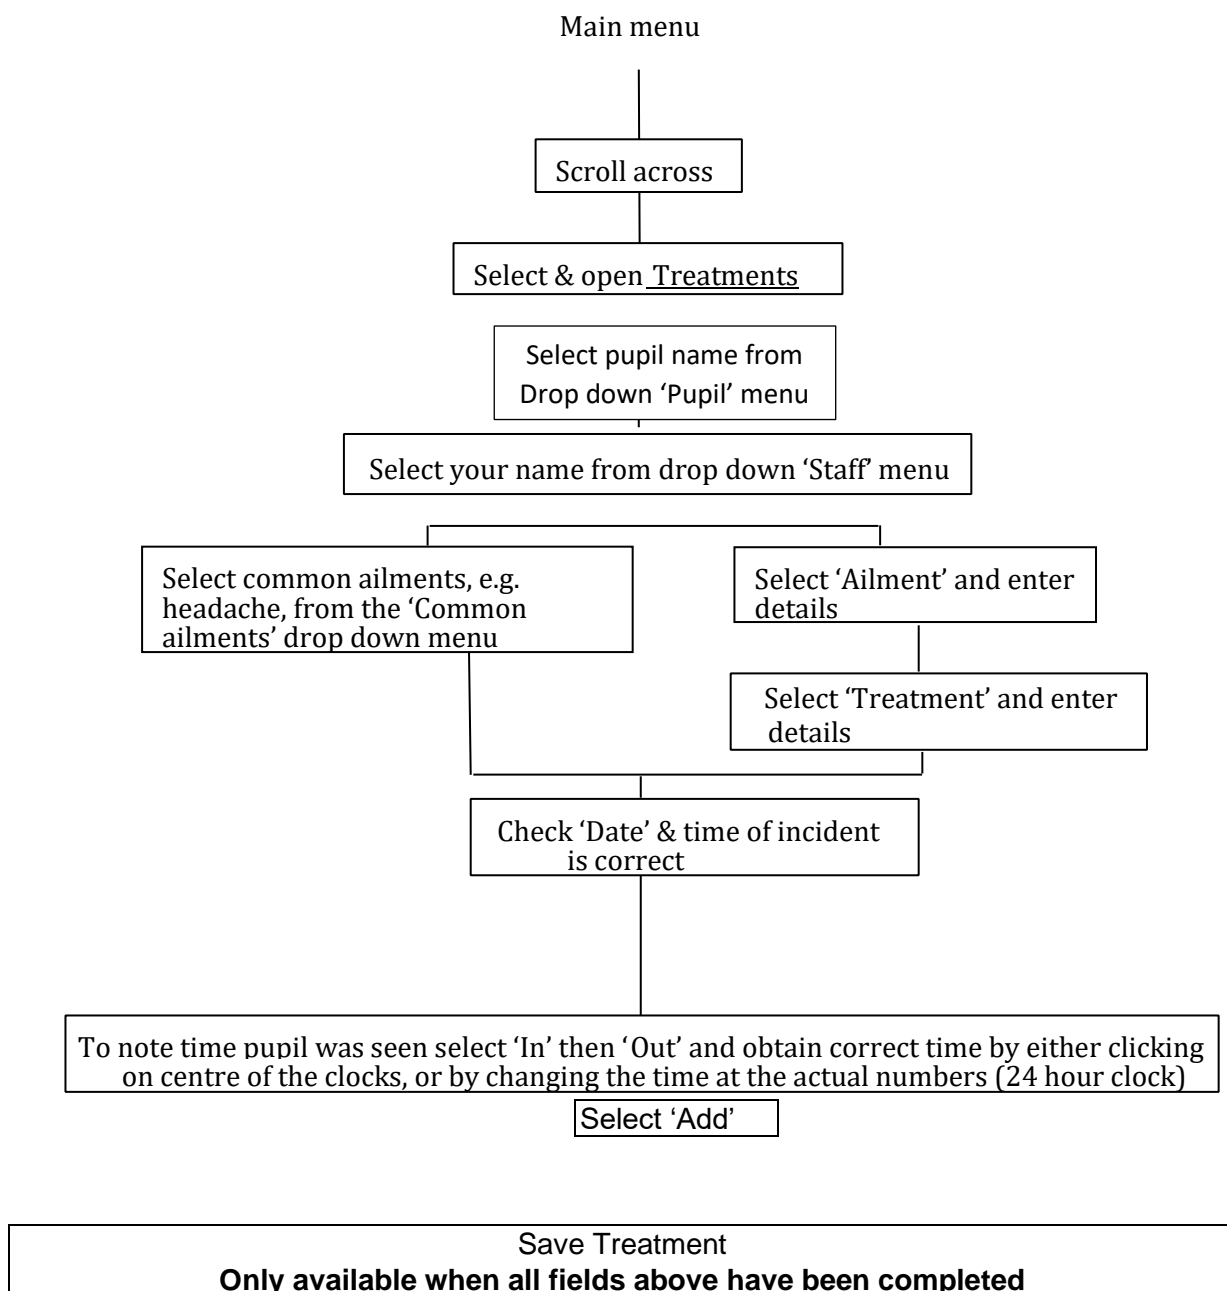 Main menu
Scroll across
Select & open Treatments
Select pupil name from
Drop down ‘Pupil’ menu
Select your name from drop down ‘Staff’ menu
Select common ailments, e.g.
headache, from the ‘Common
ailments’ drop down menu
Select ‘Ailment’ and enter
details
Select ‘Treatment’ and enter
details
Check ‘Date’ & time of incident
is correct
To note time pupil was seen select ‘In’ then ‘Out’ and obtain correct time by either clicking
on centre of the clocks, or by changing the time at the actual numbers (24 hour clock)
Select ‘Add’
Save Treatment
Only available when all fields above have been completed